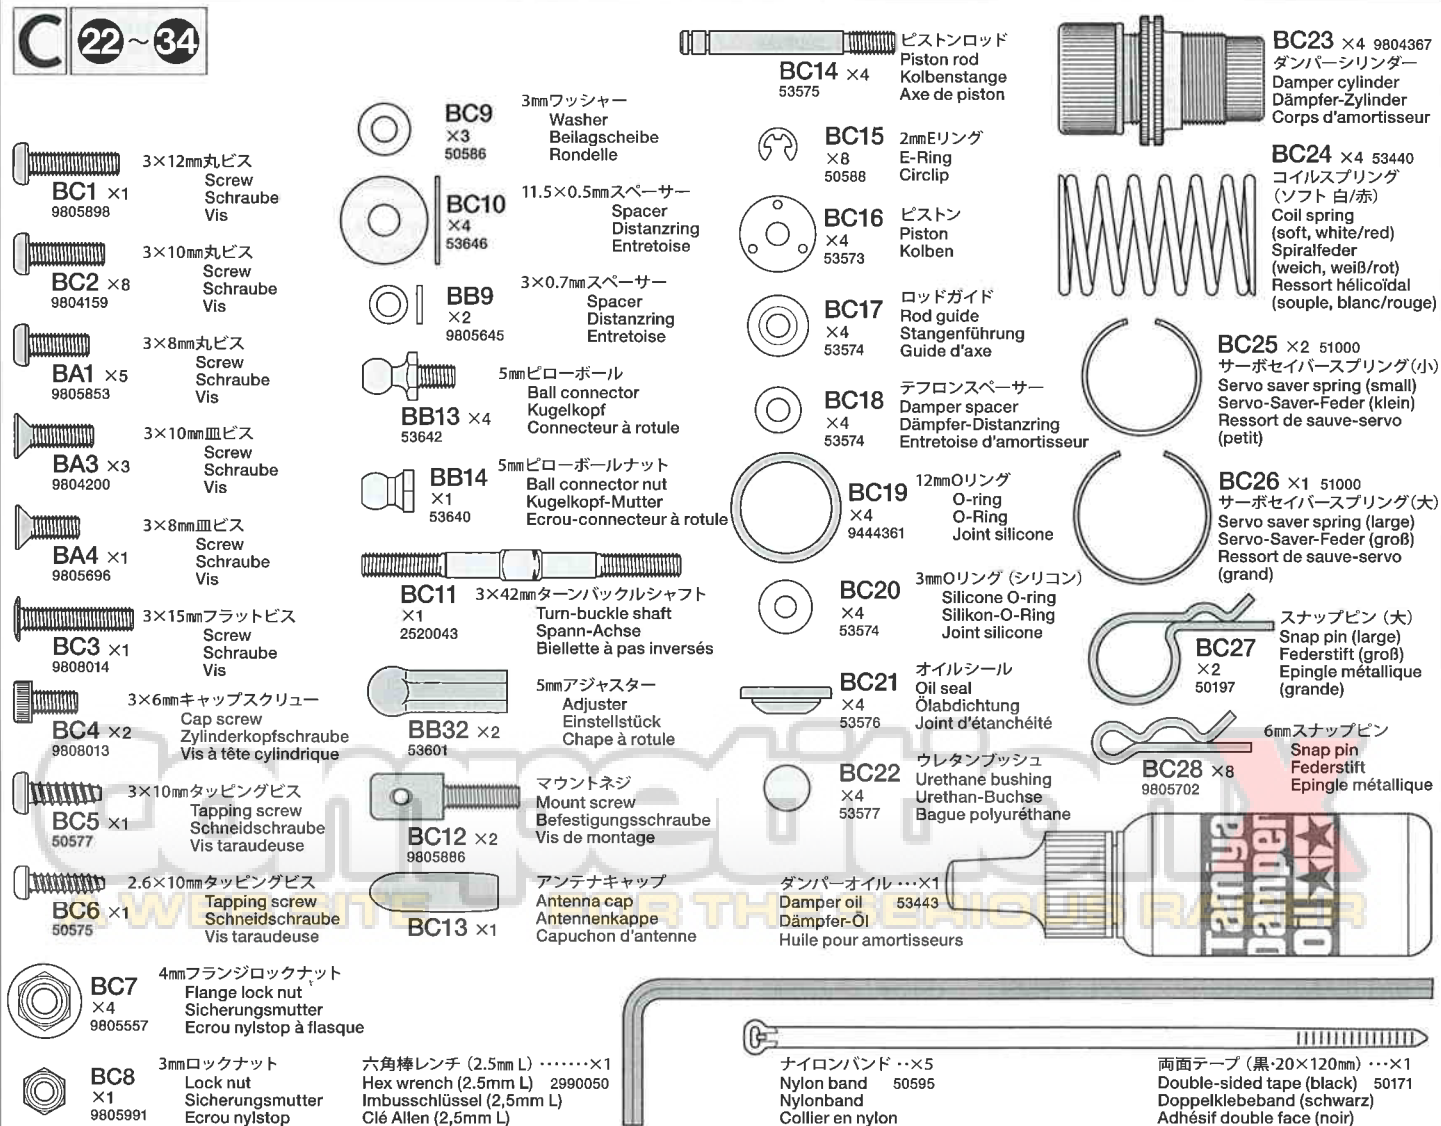 C 22～34
BC1 ×1
9805898
3×12mm丸ビス
Screw
Schraube
Vis
BC2 ×8
9804159
3×10mm丸ビス
Screw
Schraube
Vis
BA1 ×5
9805853
3×8mm丸ビス
Screw
Schraube
Vis
BA3 ×3
9804200
3×10mm皿ビス
Screw
Schraube
Vis
BA4 ×1
9805696
3×8mm皿ビス
Screw
Schraube
Vis
BC3 ×1
9808014
3×15mmフラットビス
Screw
Schraube
Vis
BC4 ×2
9808013
3×6mmキャップスクリュー
Cap screw
Zylinderkopfschraube
Vis à tête cylindrique
BC5 ×1
50577
3×10mmタッピングビス
Tapping screw
Schneidschraube
Vis taraudeuse
BC6 ×1
50575
2.6×10mmタッピングビス
Tapping screw
Schneidschraube
Vis taraudeuse
BC7
×4
9805557
4mmフランジロックナット
Flange lock nut
Sicherungsmutter
Ecrou nylstop à flasque
BC8
×1
9805991
3mmロックナット
Lock nut
Sicherungsmutter
Ecrou nylstop
BC9
×3
50586
3mmワッシャー
Washer
Beilagscheibe
Rondelle
BC10
×4
53646
11.5×0.5mmスペーサー
Spacer
Distanzring
Entretoise
BB9
×2
9805645
3×0.7mmスペーサー
Spacer
Distanzring
Entretoise
BB13 ×4
53642
5mmピローボール
Ball connector
Kugelkopf
Connecteur à rotule
BB14
×1
53640
5mmピローボールナット
Ball connector nut
Kugelkopf-Mutter
Ecrou-connecteur à rotule
BC11
×1
2520043
3×42mmターンバックルシャフト
Turn-buckle shaft
Spann-Achse
Biellette à pas inversés
BB32 ×2
53601
5mmアジャスター
Adjuster
Einstellstück
Chape à rotule
BC12 ×2
9805886
マウントネジ
Mount screw
Befestigungsschraube
Vis de montage
BC13 ×1
アンテナキャップ
Antenna cap
Antennenkappe
Capuchon d'antenne
六角棒レンチ (2.5mm L) ·······×1
Hex wrench (2.5mm L) 2990050
Imbusschlüssel (2,5mm L)
Clé Allen (2,5mm L)
BC14 ×4
53575
ピストンロッド
Piston rod
Kolbenstange
Axe de piston
BC15
×8
50588
2mmEリング
E-Ring
Circlip
BC16
×4
53573
ピストン
Piston
Kolben
BC17
×4
53574
ロッドガイド
Rod guide
Stangenführung
Guide d'axe
BC18
×4
53574
テフロンスペーサー
Damper spacer
Dämpfer-Distanzring
Entretoise d'amortisseur
BC19
×4
9444361
12mmOリング
O-ring
O-Ring
Joint silicone
BC20
×4
53574
3mmOリング (シリコン)
Silicone O-ring
Silikon-O-Ring
Joint silicone
BC21
×4
53576
オイルシール
Oil seal
Ölabdichtung
Joint d'étanchéité
BC22
×4
53577
ウレタンブッシュ
Urethane bushing
Urethan-Buchse
Bague polyuréthane
ダンパーオイル ···×1
Damper oil 53443
Dämpfer-Öl
Huile pour amortisseurs
ナイロンバンド ··×5
Nylon band 50595
Nylonband
Collier en nylon
BC23 ×4 9804367
ダンパーシリンダー
Damper cylinder
Dämpfer-Zylinder
Corps d'amortisseur
BC24 ×4 53440
コイルスプリング
(ソフト 白/赤)
Coil spring
(soft, white/red)
Spiralfeder
(weich, weiß/rot)
Ressort hélicoïdal
(souple, blanc/rouge)
BC25 ×2 51000
サーボセイバースプリング(小)
Servo saver spring (small)
Servo-Saver-Feder (klein)
Ressort de sauve-servo
(petit)
BC26 ×1 51000
サーボセイバースプリング(大)
Servo saver spring (large)
Servo-Saver-Feder (groß)
Ressort de sauve-servo
(grand)
BC27
×2
50197
スナップピン (大)
Snap pin (large)
Federstift (groß)
Epingle métallique
(grande)
BC28 ×8
9805702
6mmスナップピン
Snap pin
Federstift
Epingle métallique
Tamiya
Damper
Oil
両面テープ (黒·20×120mm) ···×1
Double-sided tape (black) 50171
Doppelklebeband (schwarz)
Adhésif double face (noir)
competitionX
A WEBSITE FOR THE SERIOUS RACER